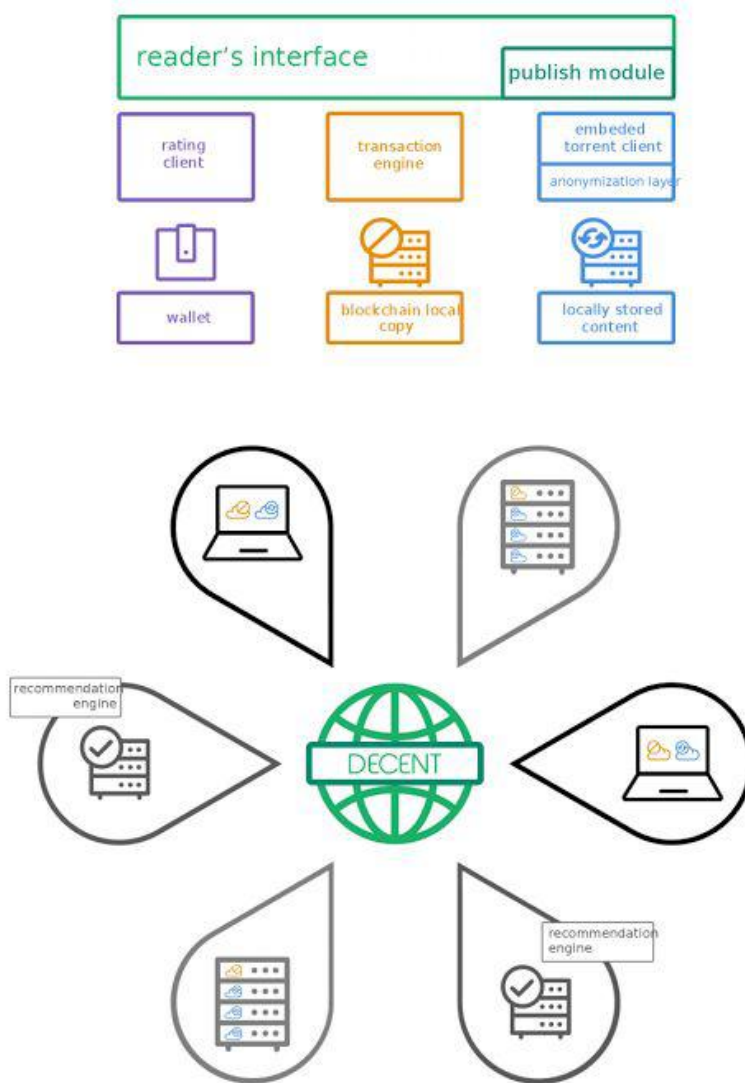 reader's interface
publish module
rating
client
transaction
engine
embeded
torrent client
anonymization layer
wallet
blockchain local
copy
locally stored
content
recommendation
engine
DECENT
recommendation
engine